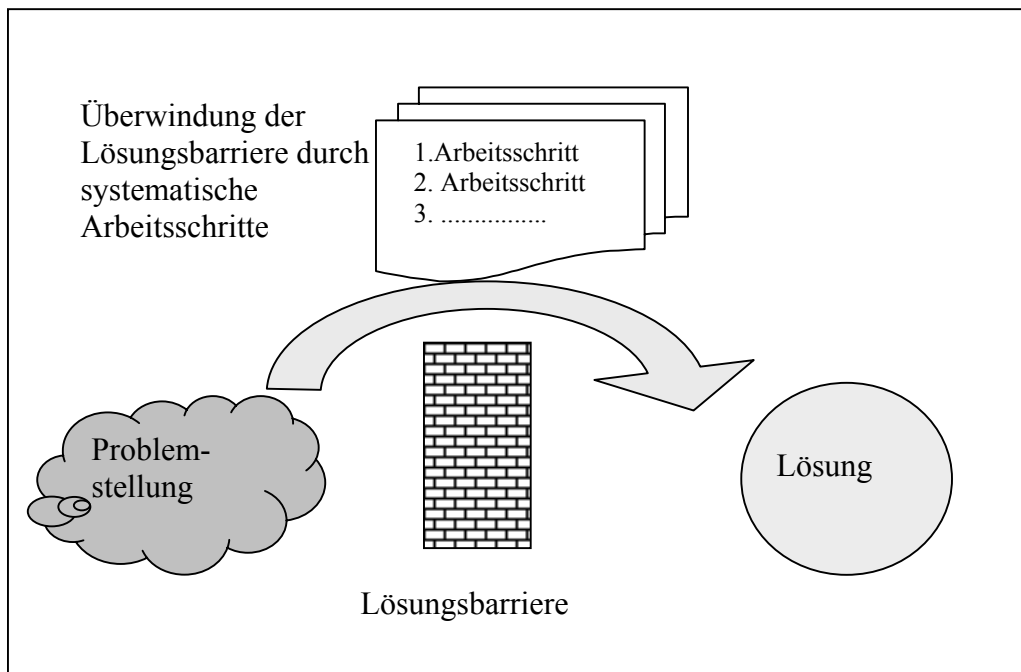 Überwindung der
Lösungsbarriere durch
systematische
Arbeitsschritte
1.Arbeitsschritt
2. Arbeitsschritt
3. ................
Problem-
stellung
Lösung
Lösungsbarriere